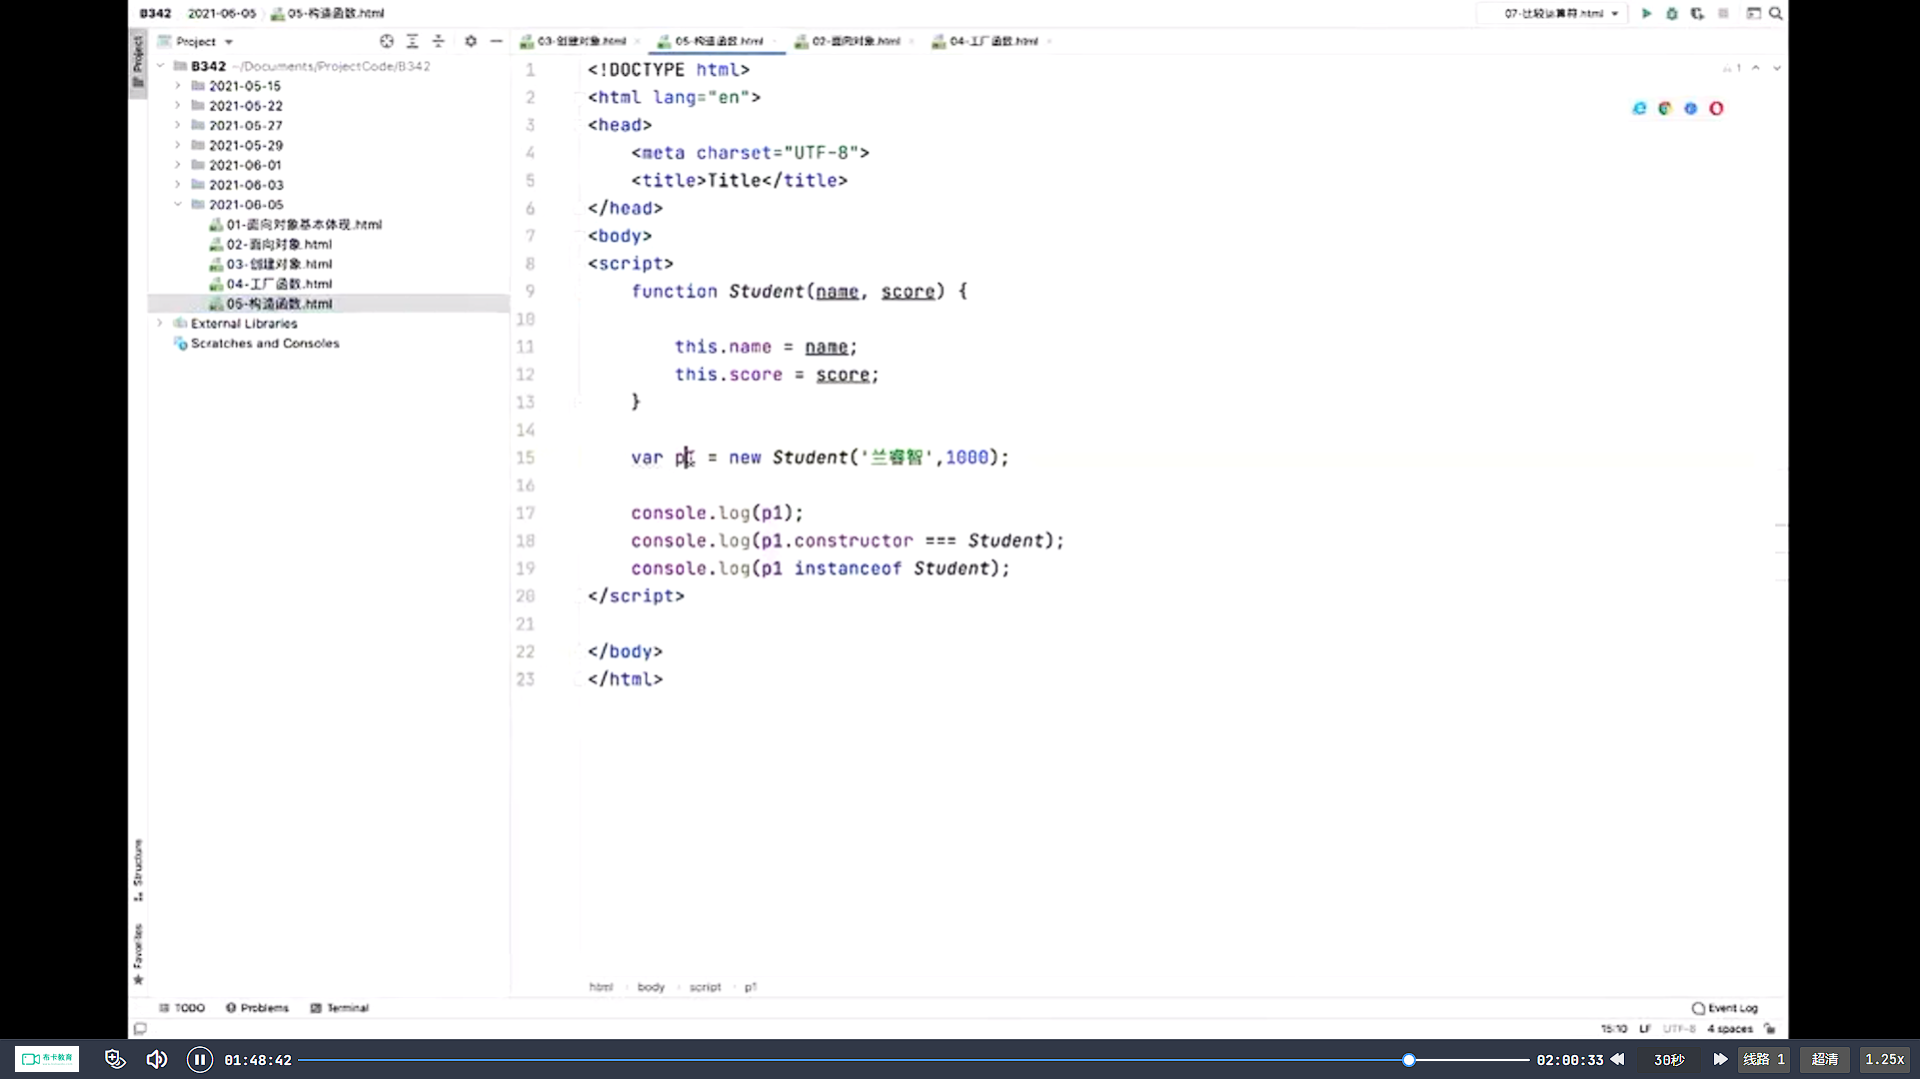 B342 2021-06-05 05-构造函数.html
07-比较运算符.html
Project
Project
03-创建对象.html
05-构造函数.html
02-面向对象.html
04-工厂函数.html
B342 ~/Documents/ProjectCode/B342
2021-05-15
2021-05-22
2021-05-27
2021-05-29
2021-06-01
2021-06-03
2021-06-05
01-面向对象基本体现.html
02-面向对象.html
03-创建对象.html
04-工厂函数.html
05-构造函数.html
External Libraries
Scratches and Consoles
1 <!DOCTYPE html>
2 <html lang="en">
3 <head>
4 <meta charset="UTF-8">
5 <title>Title</title>
6 </head>
7 <body>
8 <script>
9 function Student(name, score) {
10
11 this.name = name;
12 this.score = score;
13 }
14
15 var p1 = new Student('兰睿智',1000);
16
17 console.log(p1);
18 console.log(p1.constructor === Student);
19 console.log(p1 instanceof Student);
20 </script>
21
22 </body>
23 </html>
1
Structure
Favorites
html body script p1
TODO Problems Terminal
Event Log
15:10 LF UTF-8 4 spaces
布卡教育
01:48:42
02:00:33
30秒
线路 1
超清
1.25x